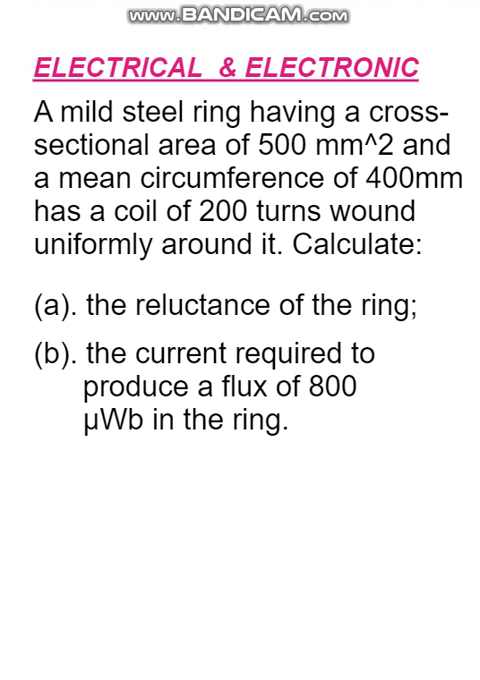 www.BANDICAM.COM
ELECTRICAL & ELECTRONIC
A mild steel ring having a cross-
sectional area of 500 mm^2 and
a mean circumference of 400mm
has a coil of 200 turns wound
uniformly around it. Calculate:
(a). the reluctance of the ring;
(b). the current required to
produce a flux of 800
µWb in the ring.